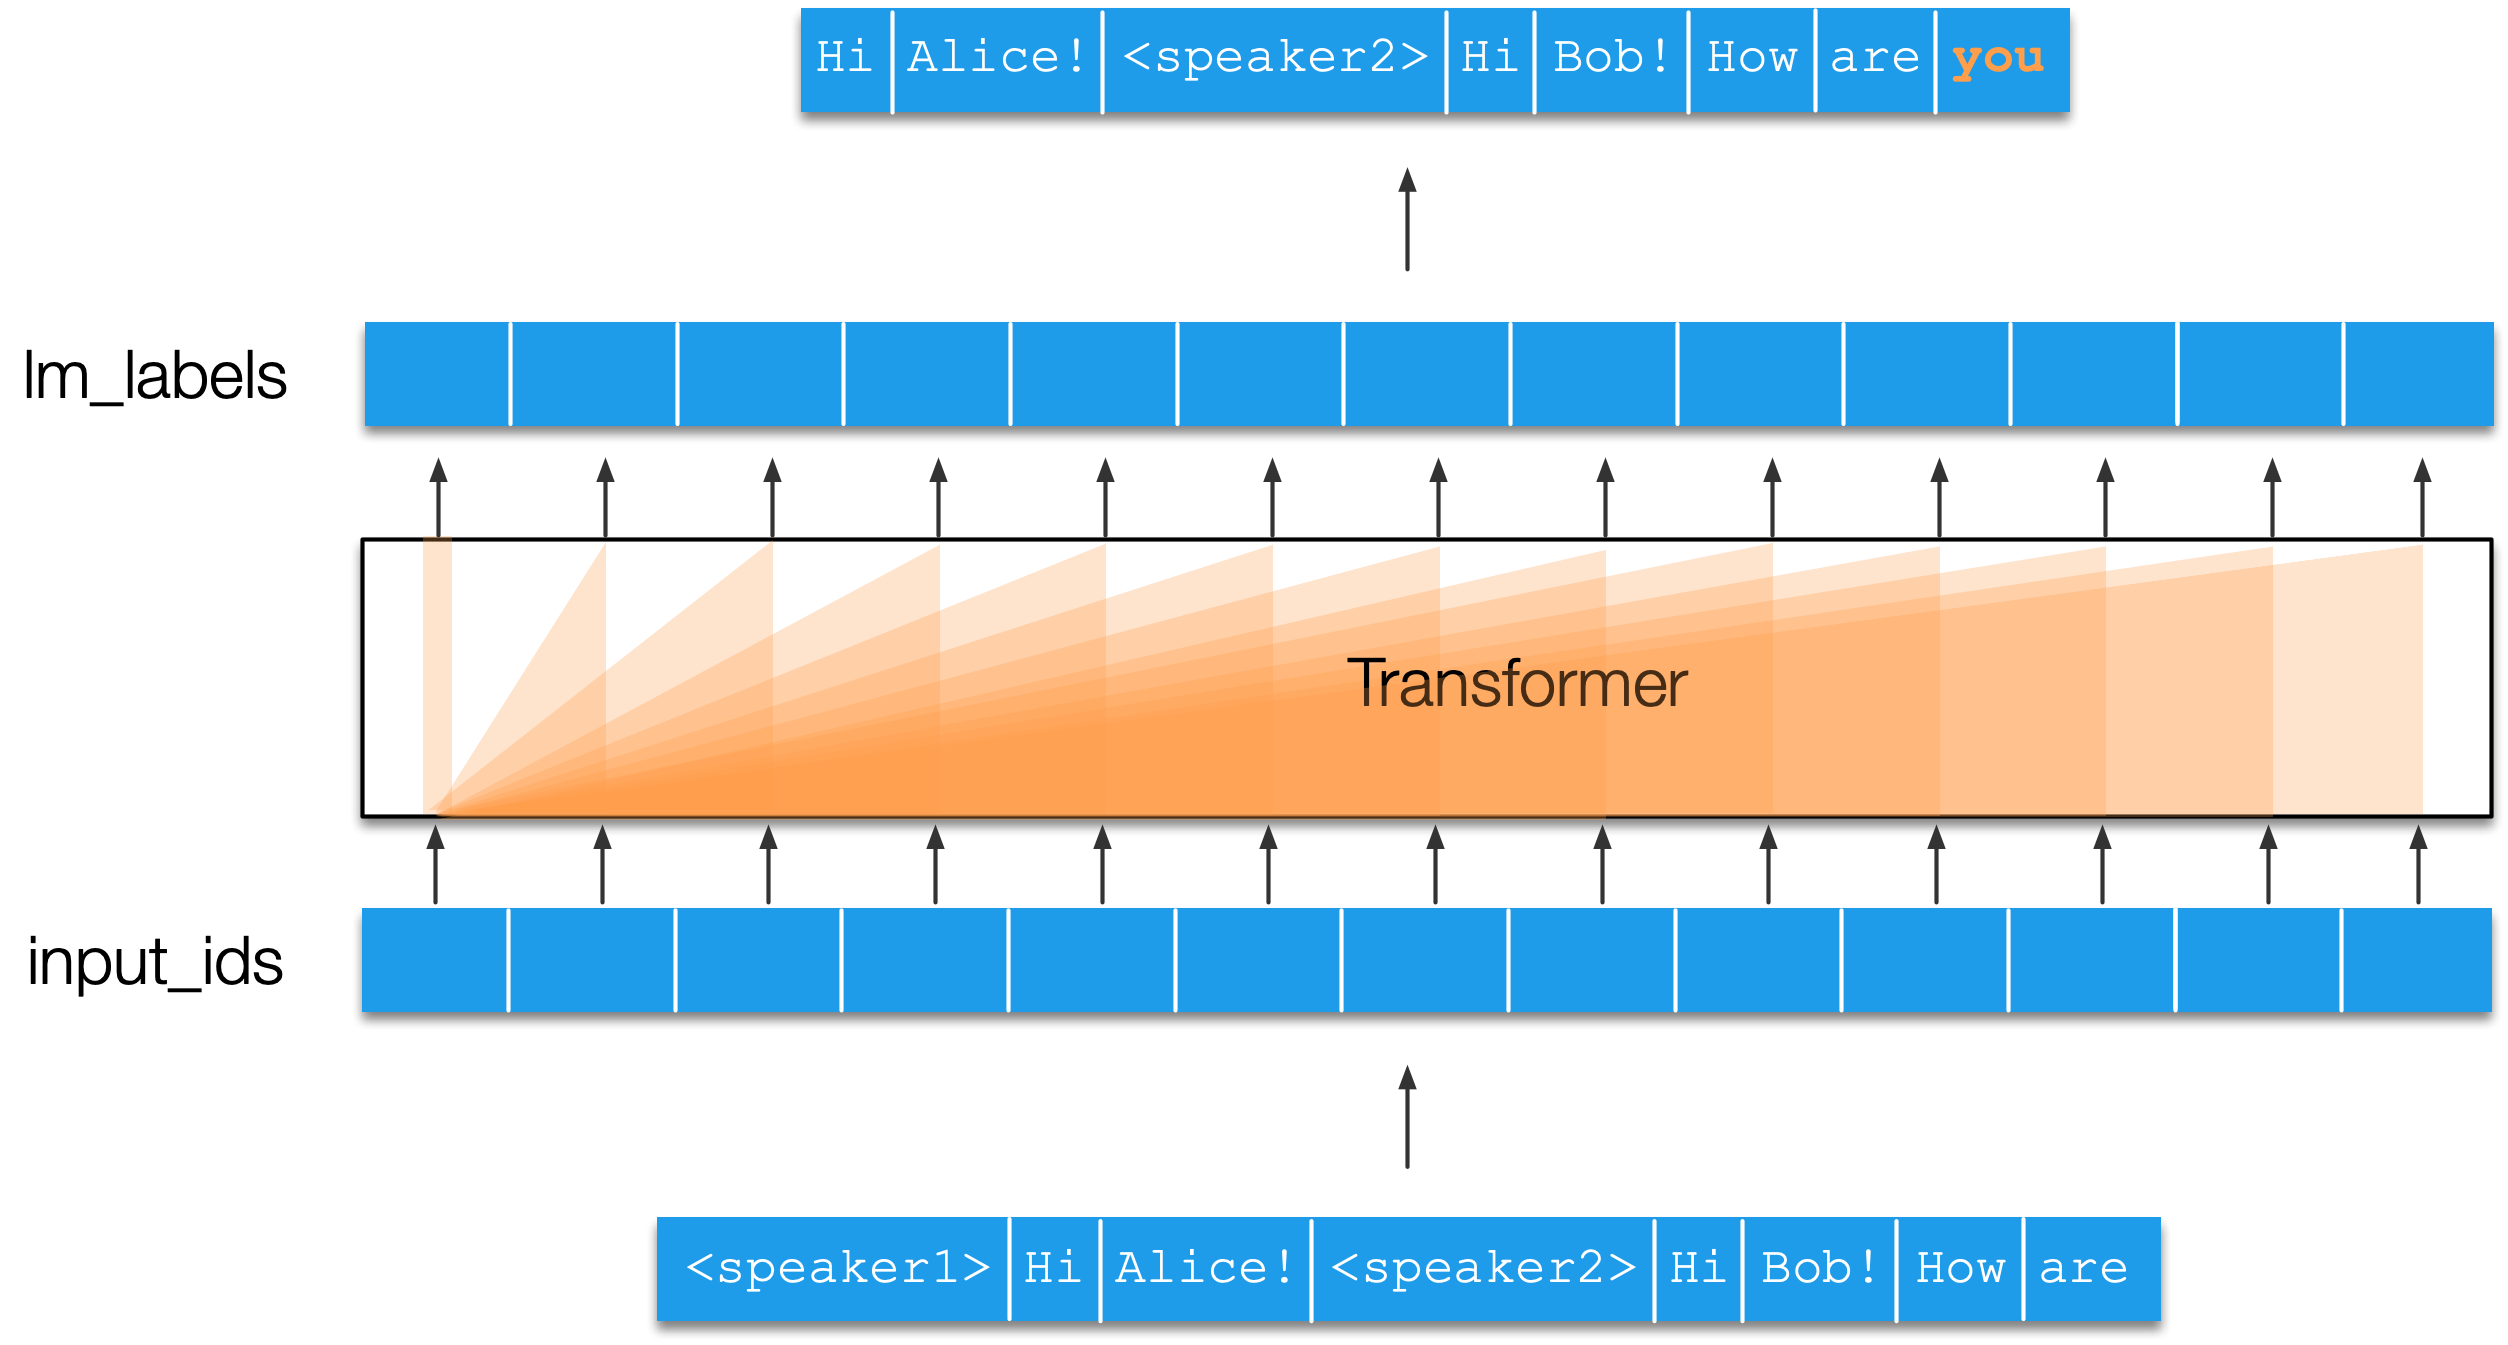 Hi Alice! <speaker2> Hi Bob! How are you
lm_labels
Transformer
input_ids
<speaker1> Hi Alice! <speaker2> Hi Bob! How are